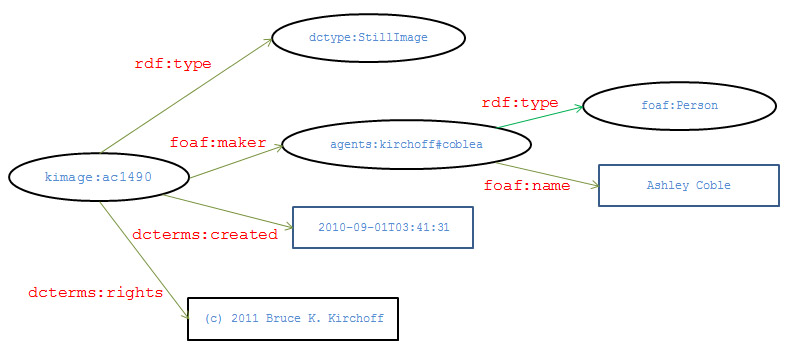 dctype:StillImage
rdf:type
rdf:type
foaf:Person
foaf:maker
agents:kirchoff#coblea
kimage:ac1490
foaf:name
Ashley Coble
dcterms:created
2010-09-01T03:41:31
dcterms:rights
(c) 2011 Bruce K. Kirchoff